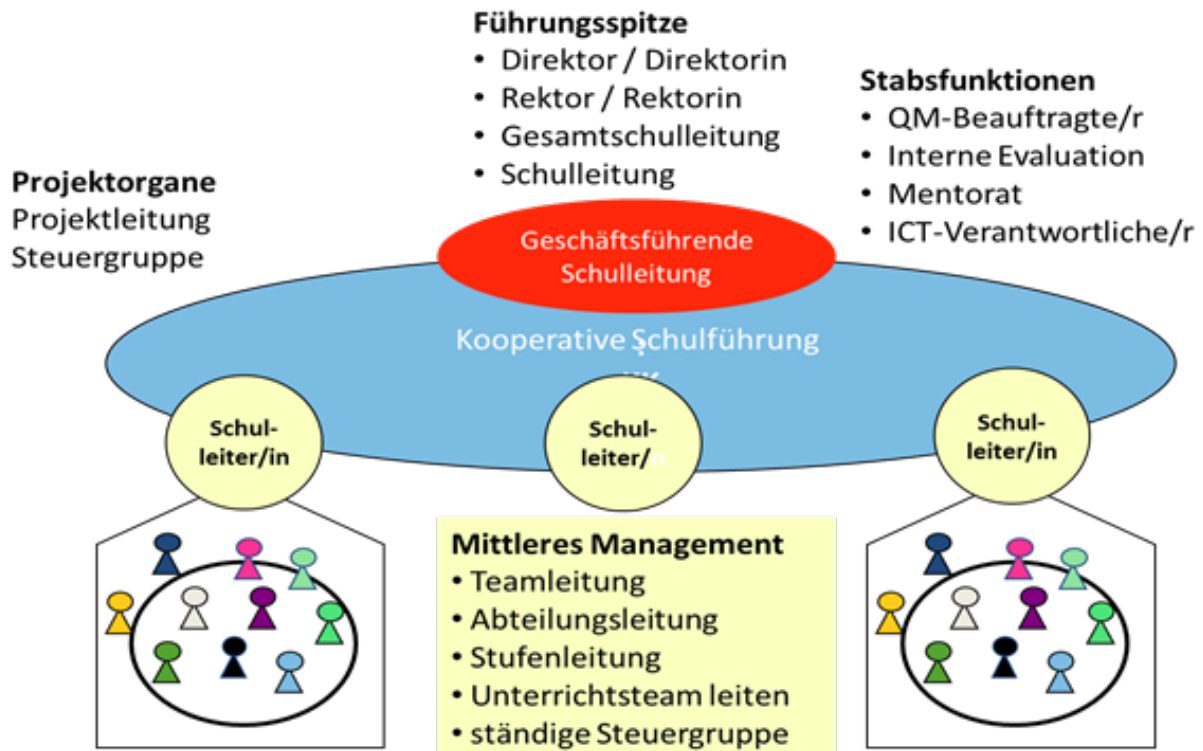 Führungsspitze
• Direktor / Direktorin
• Rektor / Rektorin
• Gesamtschulleitung
• Schulleitung
Stabsfunktionen
• QM-Beauftragte/r
• Interne Evaluation
• Mentorat
• ICT-Verantwortliche/r
Projektorgane
Projektleitung
Steuergruppe
Geschäftsführende
Schulleitung
Kooperative Schulführung
Schul-
leiter/in
Schul-
leiter/in
Schul-
leiter/in
Mittleres Management
• Teamleitung
• Abteilungsleitung
• Stufenleitung
• Unterrichtsteam leiten
• ständige Steuergruppe